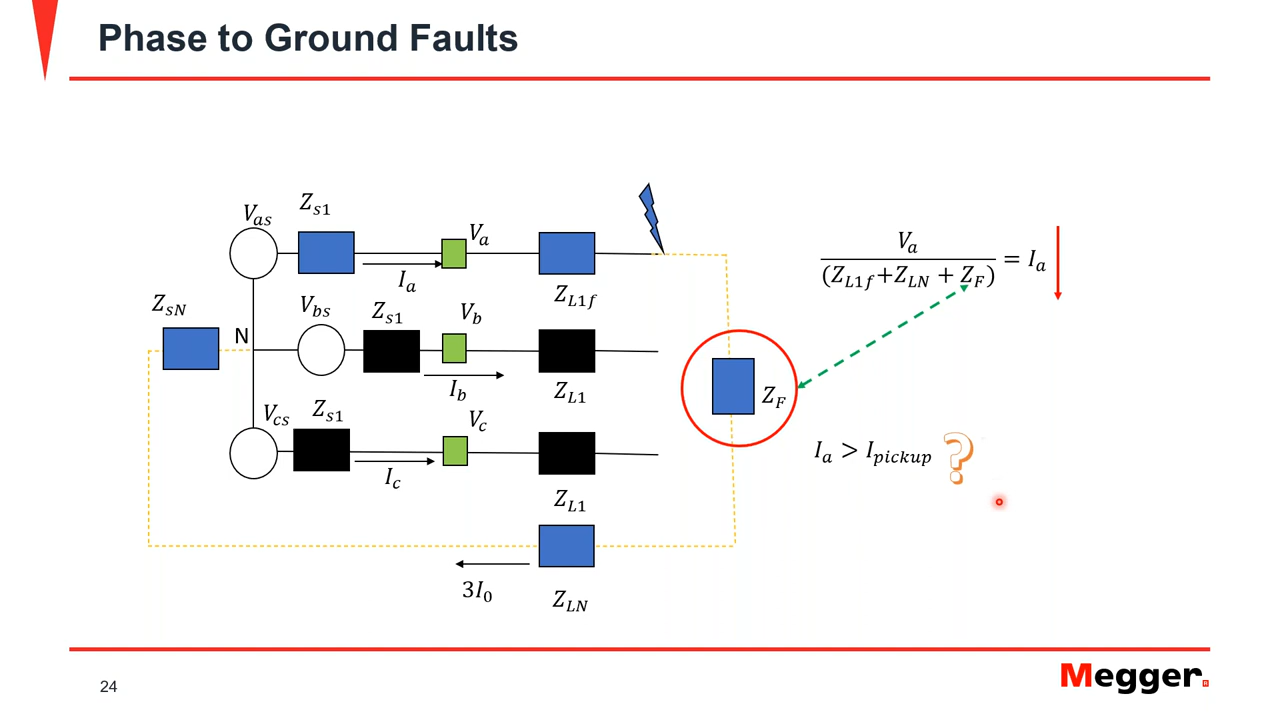 Phase to Ground Faults
V_as
Z_s1
V_a
I_a
Z_L1f
V_a
(Z_L1f+Z_LN + Z_F)
= I_a
Z_sN
N
V_bs
Z_s1
V_b
I_b
Z_L1
Z_F
V_cs
Z_s1
V_c
I_c
Z_L1
I_a > I_pickup ?
3I_0
Z_LN
24
Megger